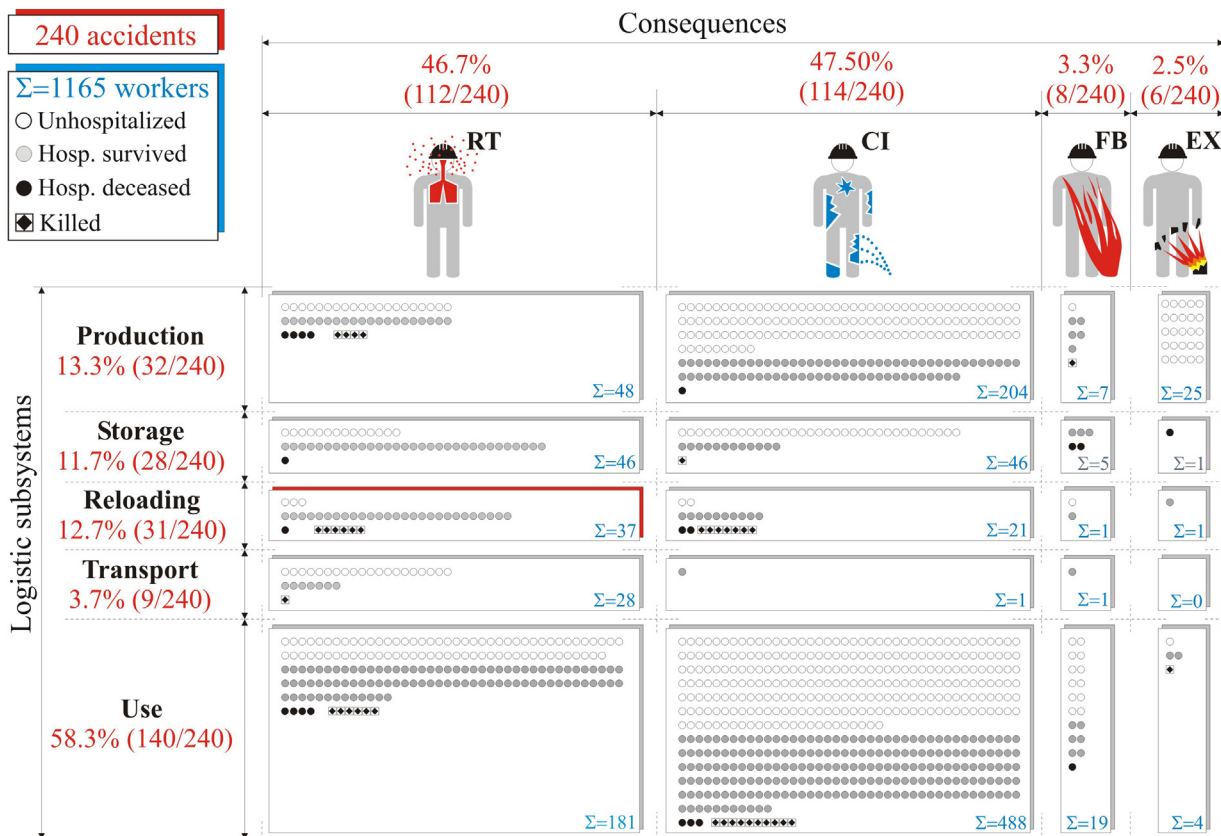 240 accidents
Σ=1165 workers
Unhospitalized
Hosp. survived
Hosp. deceased
Killed
Consequences
46.7%
(112/240)
47.50%
(114/240)
3.3%
(8/240)
2.5%
(6/240)
RT
CI
FB
EX
Logistic subsystems
Production
13.3% (32/240)
Σ=48
Σ=204
Σ=7
Σ=25
Storage
11.7% (28/240)
Σ=46
Σ=46
Σ=5
Σ=1
Reloading
12.7% (31/240)
Σ=37
Σ=21
Σ=1
Σ=1
Transport
3.7% (9/240)
Σ=28
Σ=1
Σ=1
Σ=0
Use
58.3% (140/240)
Σ=181
Σ=488
Σ=19
Σ=4